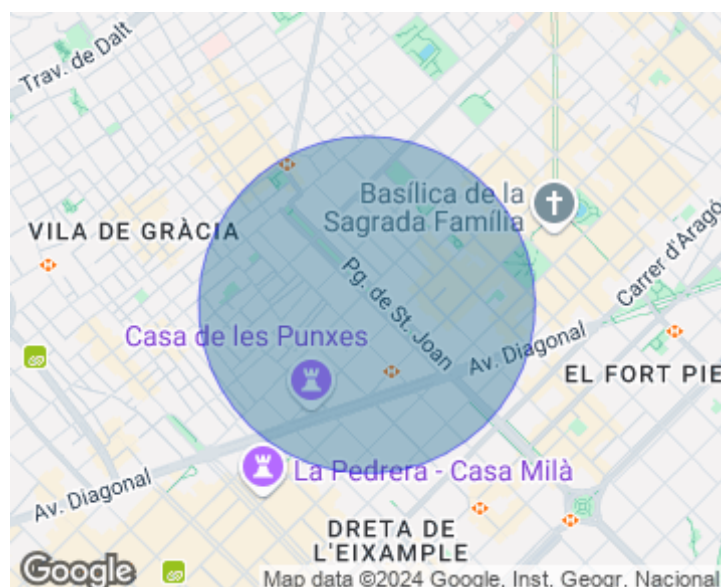 Trav. de Dalt
Basílica de la
Sagrada Família
VILA DE GRÀCIA
Carrer d'Aragó
Pg. de St. Joan
Casa de les Punxes
Av. Diagonal
EL FORT PIE
La Pedrera - Casa Milà
Av. Diagonal
DRETA DE
L'EIXAMPLE
Google
Map data ©2024 Google, Inst. Geogr. Nacional